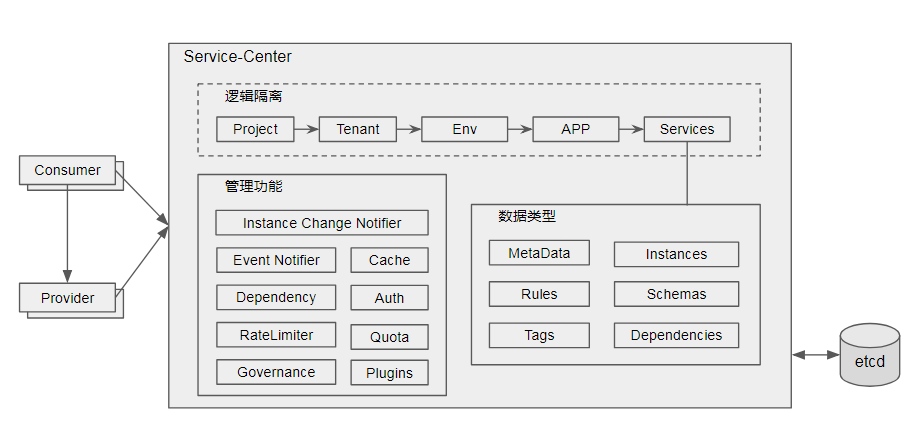 Service-Center
逻辑隔离
Project
Tenant
Env
APP
Services
Consumer
Provider
管理功能
Instance Change Notifier
Event Notifier
Cache
Dependency
Auth
RateLimiter
Quota
Governance
Plugins
数据类型
MetaData
Instances
Rules
Schemas
Tags
Dependencies
etcd